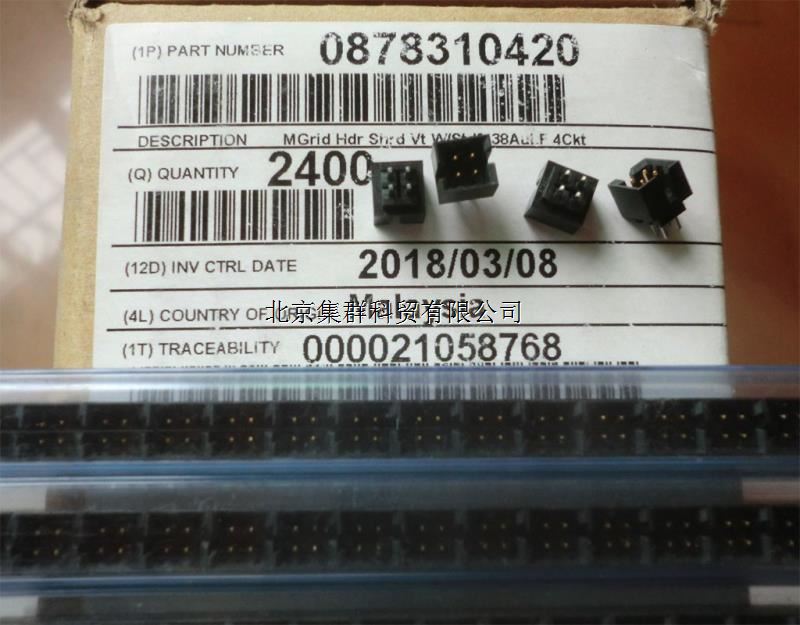 (1P) PART NUMBER 0878310420
DESCRIPTION MGrid Hdr Shrd Vt 4Ckt
(Q) QUANTITY 2400
(12D) INV CTRL DATE 2018/03/08
(4L) COUNTRY OF Malaysia
北京集群科贸有限公司
(1T) TRACEABILITY 000021058768